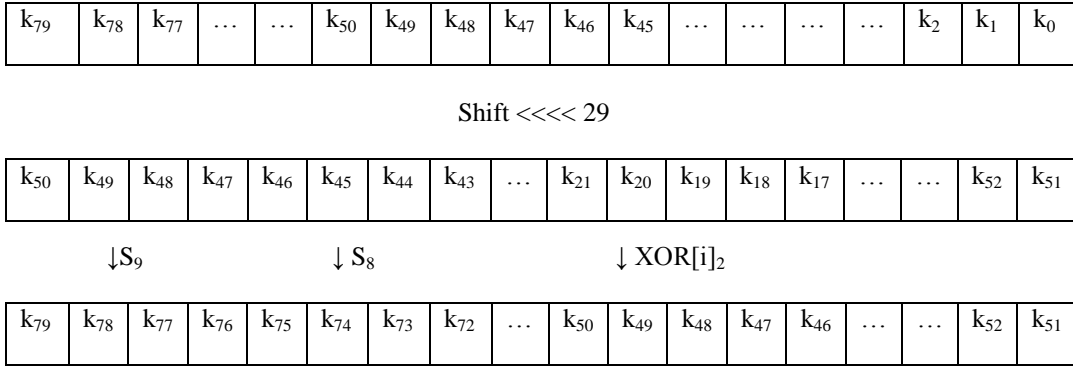 k₇₉ k₇₈ k₇₇ … … k₅₀ k₄₉ k₄₈ k₄₇ k₄₆ k₄₅ … … … … k₂ k₁ k₀
Shift <<<< 29
k₅₀ k₄₉ k₄₈ k₄₇ k₄₆ k₄₅ k₄₄ k₄₃ … k₂₁ k₂₀ k₁₉ k₁₈ k₁₇ … … k₅₂ k₅₁
↓S₉ ↓ S₈ ↓ XOR[i]₂
k₇₉ k₇₈ k₇₇ k₇₆ k₇₅ k₇₄ k₇₃ k₇₂ … k₅₀ k₄₉ k₄₈ k₄₇ k₄₆ … … k₅₂ k₅₁